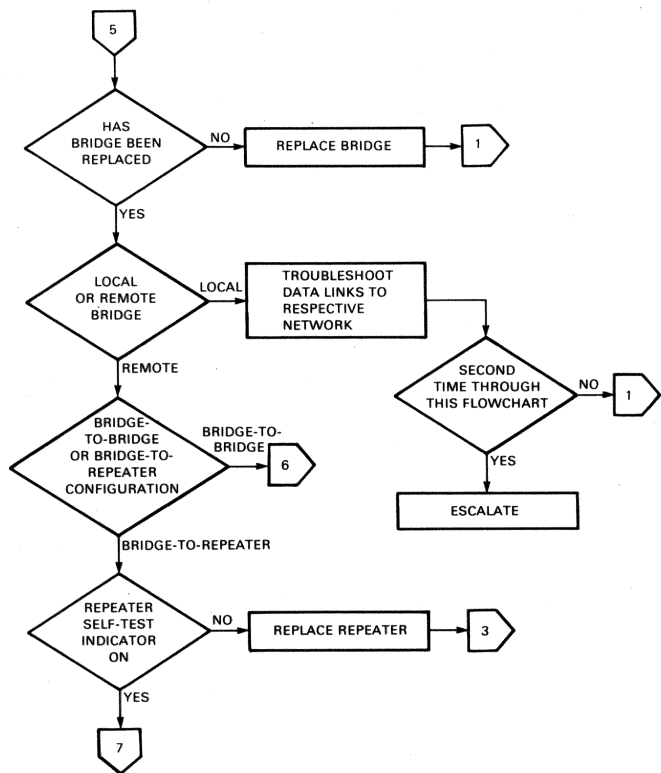 5
HAS
BRIDGE BEEN
REPLACED
NO
REPLACE BRIDGE
1
YES
LOCAL
OR REMOTE
BRIDGE
LOCAL
TROUBLESHOOT
DATA LINKS TO
RESPECTIVE
NETWORK
SECOND
TIME THROUGH
THIS FLOWCHART
NO
1
YES
ESCALATE
REMOTE
BRIDGE-
TO-BRIDGE
OR BRIDGE-TO-
REPEATER
CONFIGURATION
BRIDGE-TO-
BRIDGE
6
BRIDGE-TO-REPEATER
REPEATER
SELF-TEST
INDICATOR
ON
NO
REPLACE REPEATER
3
YES
7